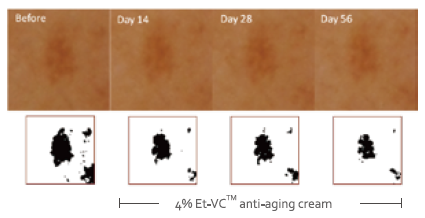 Before Day 14 Day 28 Day 56
4% Et-VC™ anti-aging cream